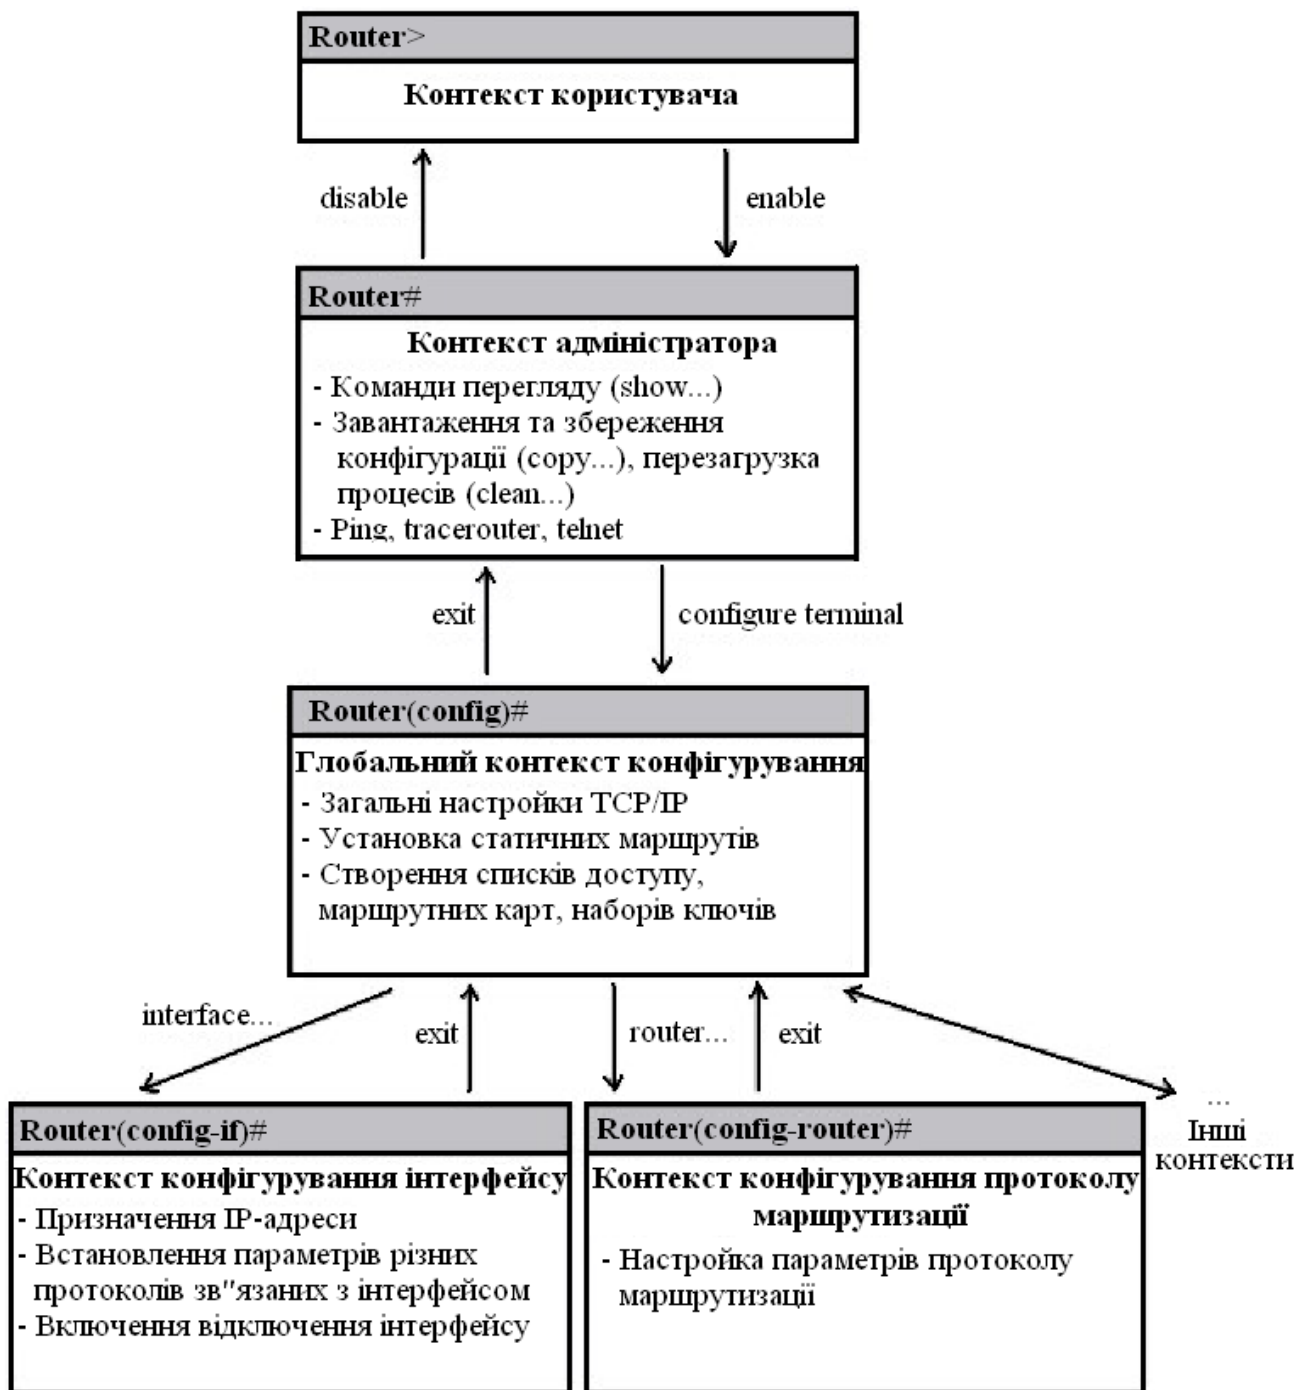 Router>
Контекст користувача
disable
enable
Router#
Контекст адміністратора
- Команди перегляду (show...)
- Завантаження та збереження
конфігурації (copy...), перезагрузка
процесів (clean...)
- Ping, tracerouter, telnet
exit
configure terminal
Router(config)#
Глобальний контекст конфігурування
- Загальні настройки TCP/IP
- Установка статичних маршрутів
- Створення списків доступу,
маршрутних карт, наборів ключів
interface...
exit
router...
exit
...
Інші
контексти
Router(config-if)#
Контекст конфігурування інтерфейсу
- Призначення IP-адреси
- Встановлення параметрів різних
протоколів зв"язаних з інтерфейсом
- Включення відключення інтерфейсу
Router(config-router)#
Контекст конфігурування протоколу
маршрутизації
- Настройка параметрів протоколу
маршрутизації